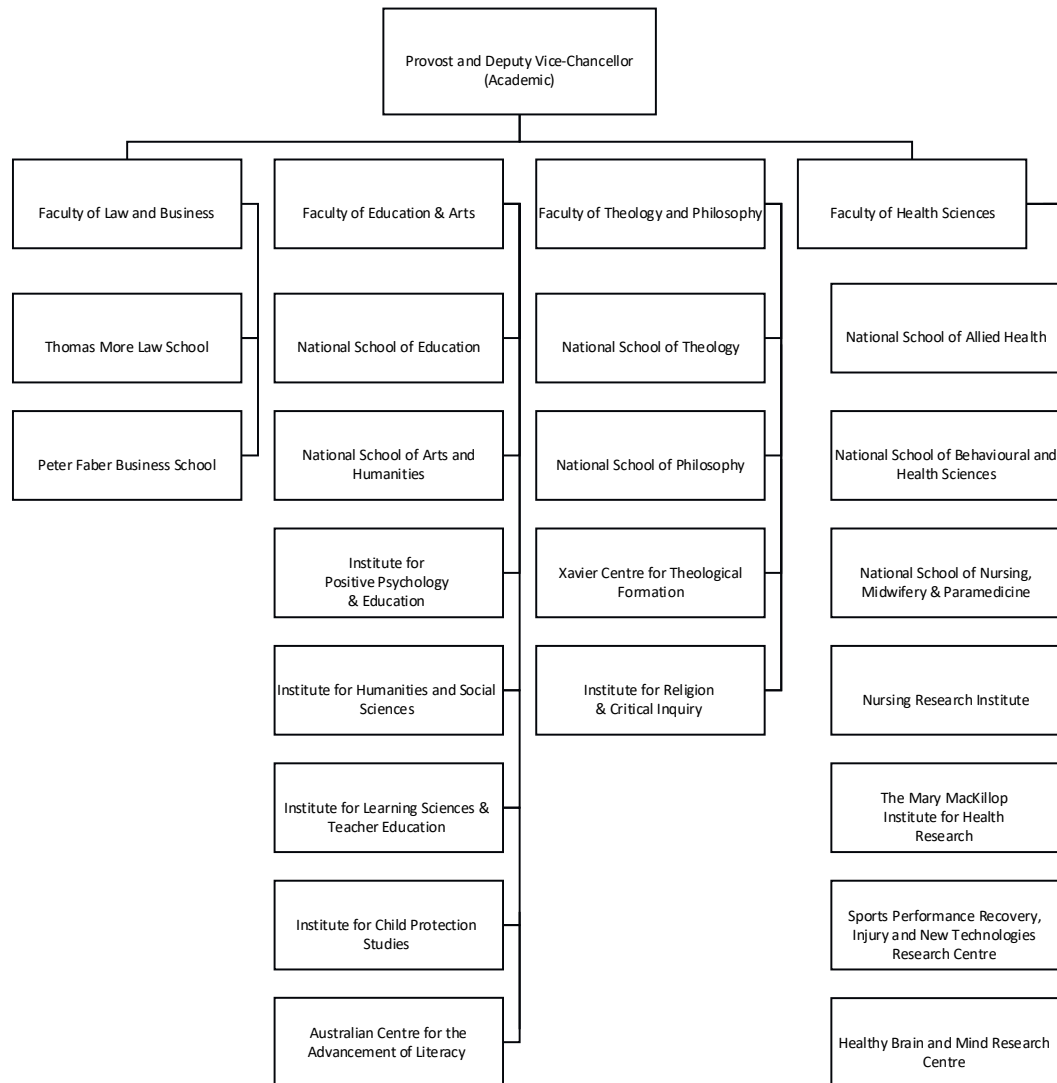 Provost and Deputy Vice-Chancellor
(Academic)
Faculty of Law and Business
Thomas More Law School
Peter Faber Business School
Faculty of Education & Arts
National School of Education
National School of Arts and
Humanities
Institute for
Positive Psychology
& Education
Institute for Humanities and Social
Sciences
Institute for Learning Sciences &
Teacher Education
Institute for Child Protection
Studies
Australian Centre for the
Advancement of Literacy
Faculty of Theology and Philosophy
National School of Theology
National School of Philosophy
Xavier Centre for Theological
Formation
Institute for Religion
& Critical Inquiry
Faculty of Health Sciences
National School of Allied Health
National School of Behavioural and
Health Sciences
National School of Nursing,
Midwifery & Paramedicine
Nursing Research Institute
The Mary MacKillop
Institute for Health
Research
Sports Performance Recovery,
Injury and New Technologies
Research Centre
Healthy Brain and Mind Research
Centre